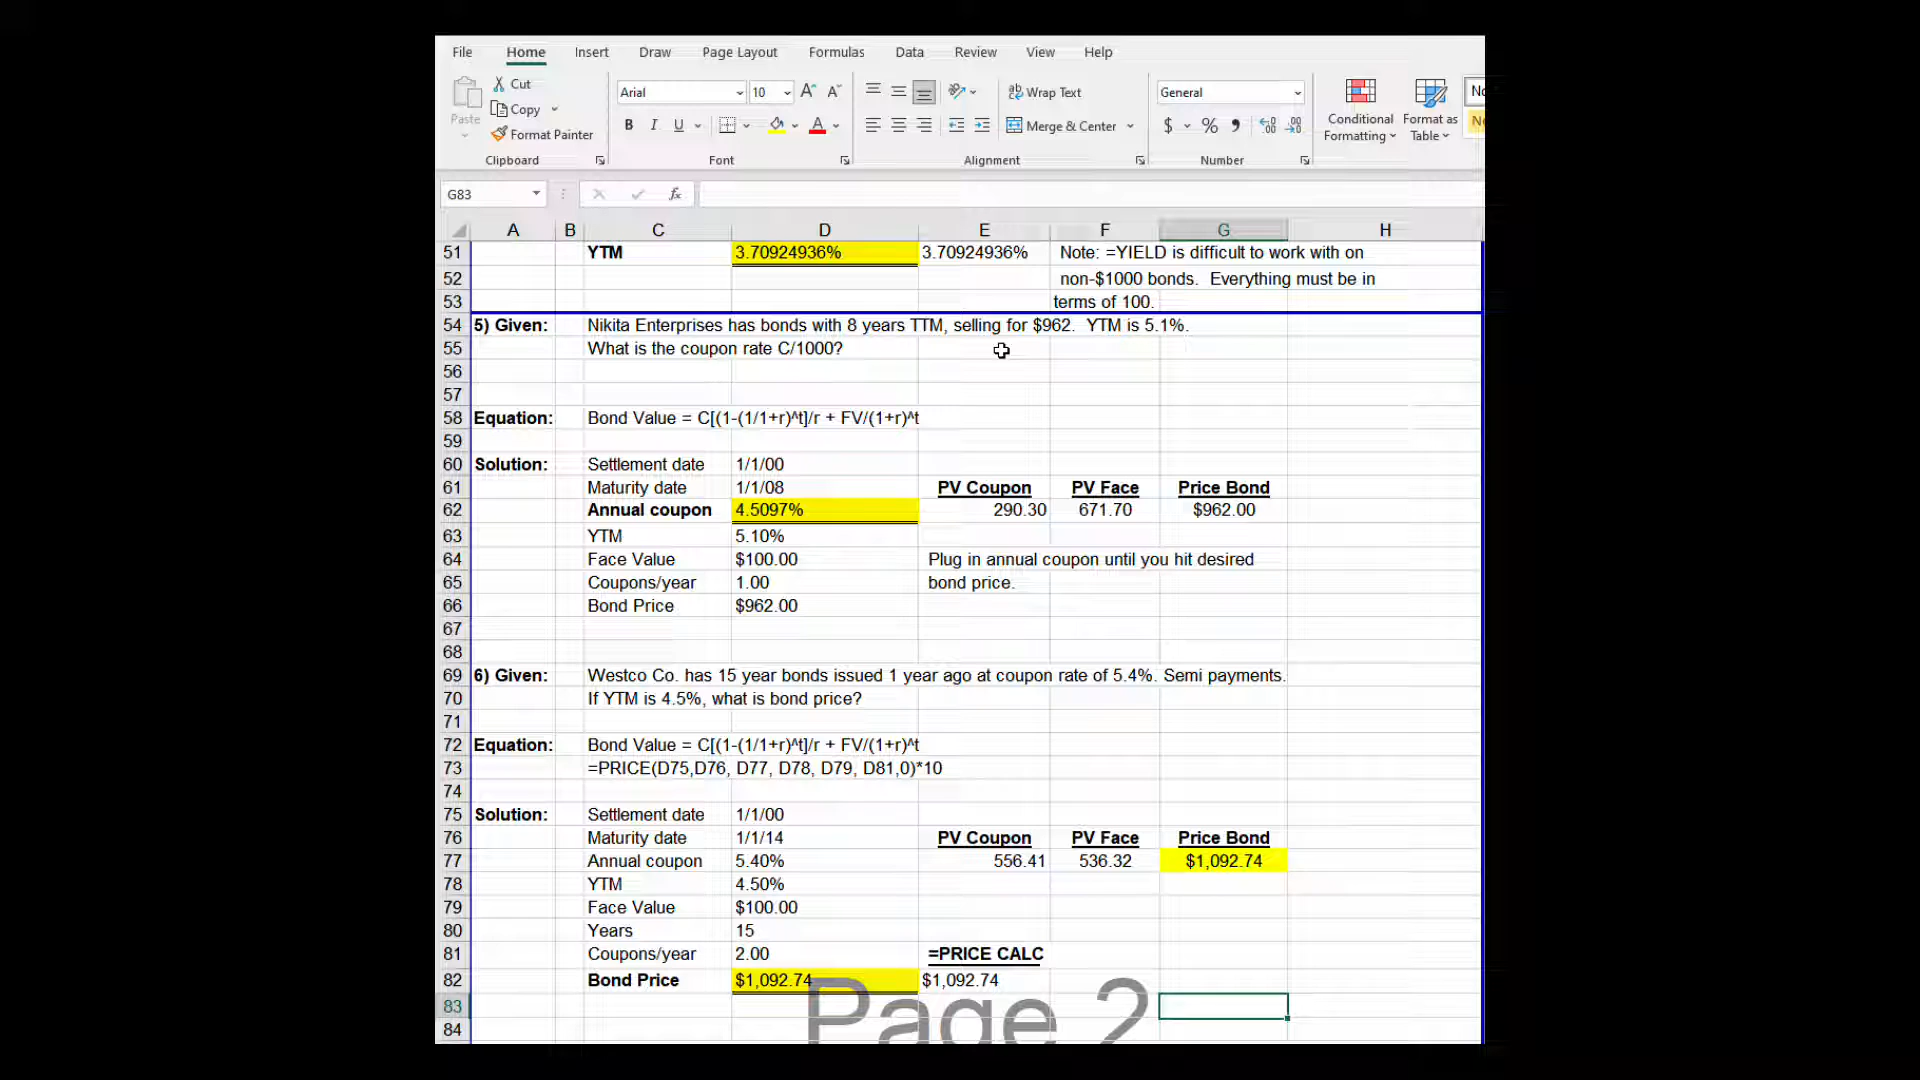 File Home Insert Draw Page Layout Formulas Data Review View Help
Cut
Copy
Format Painter
Paste
Clipboard
Arial 10
B I U
Font
Wrap Text
Merge & Center
Alignment
General
$ %
Number
Conditional Formatting
Format as Table
G83
fx
A B C D E F G H
51 YTM 3.70924936% 3.70924936% Note: =YIELD is difficult to work with on
52 non-$1000 bonds. Everything must be in
53 terms of 100.
54 5) Given: Nikita Enterprises has bonds with 8 years TTM, selling for $962. YTM is 5.1%.
55 What is the coupon rate C/1000?
56
57
58 Equation: Bond Value = C[(1-(1/1+r)^t]/r + FV/(1+r)^t
59
60 Solution: Settlement date 1/1/00
61 Maturity date 1/1/08 PV Coupon PV Face Price Bond
62 Annual coupon 4.5097% 290.30 671.70 $962.00
63 YTM 5.10%
64 Face Value $100.00 Plug in annual coupon until you hit desired
65 Coupons/year 1.00 bond price.
66 Bond Price $962.00
67
68
69 6) Given: Westco Co. has 15 year bonds issued 1 year ago at coupon rate of 5.4%. Semi payments.
70 If YTM is 4.5%, what is bond price?
71
72 Equation: Bond Value = C[(1-(1/1+r)^t]/r + FV/(1+r)^t
73 =PRICE(D75,D76, D77, D78, D79, D81,0)*10
74
75 Solution: Settlement date 1/1/00
76 Maturity date 1/1/14 PV Coupon PV Face Price Bond
77 Annual coupon 5.40% 556.41 536.32 $1,092.74
78 YTM 4.50%
79 Face Value $100.00
80 Years 15
81 Coupons/year 2.00 =PRICE CALC
82 Bond Price $1,092.74 $1,092.74
83
84
Page 2